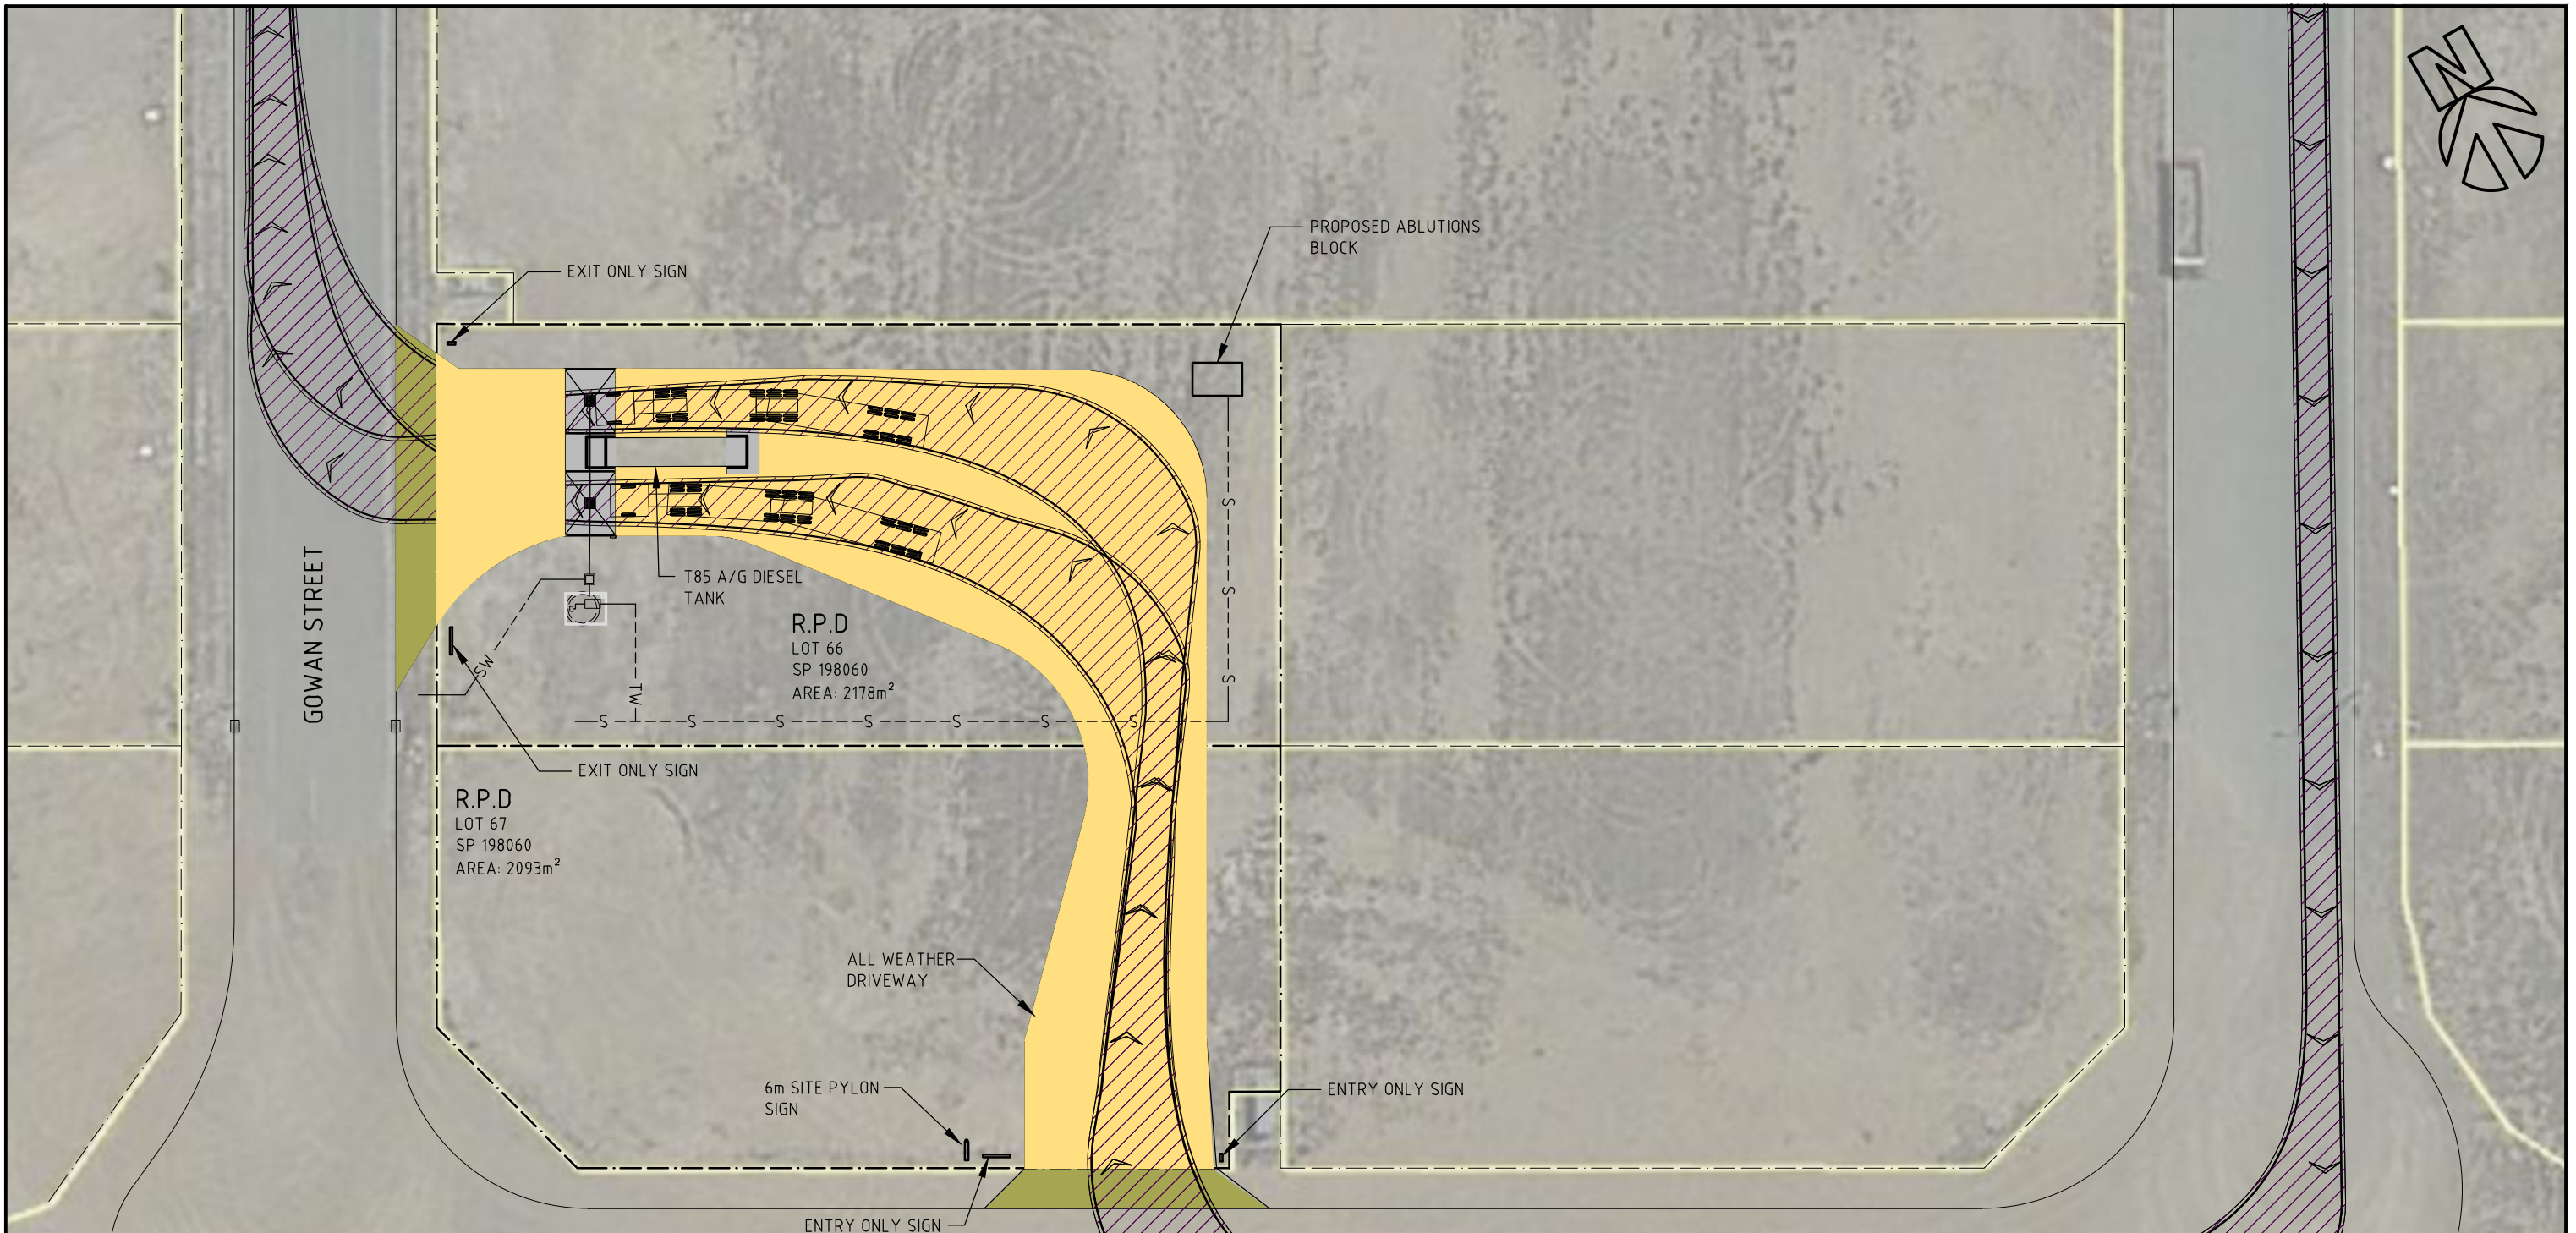 N
PROPOSED ABLUTIONS
BLOCK
EXIT ONLY SIGN
S
S
S
T85 A/G DIESEL
TANK
GOWAN STREET
R.P.D
LOT 66
SP 198060
AREA: 2178m²
SW
TW
S S S S S S S
EXIT ONLY SIGN
R.P.D
LOT 67
SP 198060
AREA: 2093m²
ALL WEATHER
DRIVEWAY
6m SITE PYLON
SIGN
ENTRY ONLY SIGN
ENTRY ONLY SIGN